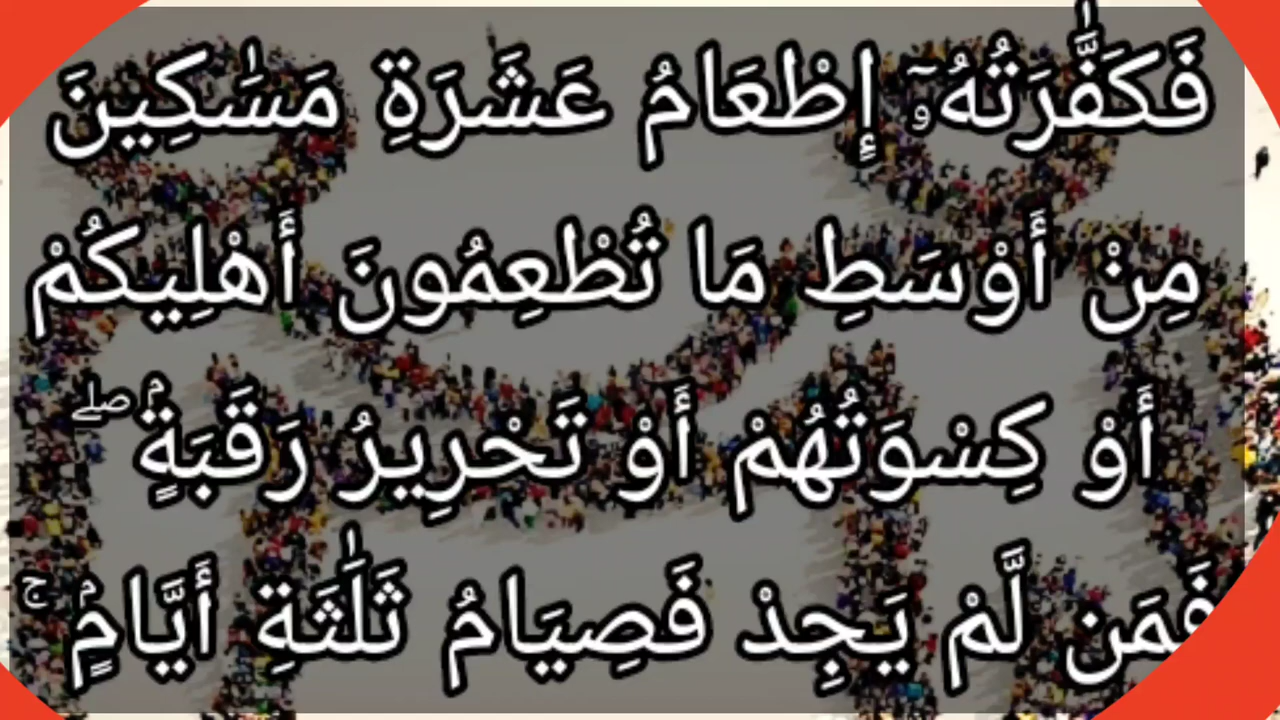 فَكَفَّٰرَتُهُۥٓ إِطْعَامُ عَشَرَةِ مَسَٰكِينَ
مِنْ أَوْسَطِ مَا تُطْعِمُونَ أَهْلِيكُمْ
أَوْ كِسْوَتُهُمْ أَوْ تَحْرِيرُ رَقَبَةٍۢ ۖ
فَمَن لَّمْ يَجِدْ فَصِيَامُ ثَلَٰثَةِ أَيَّامٍۢ ۚ